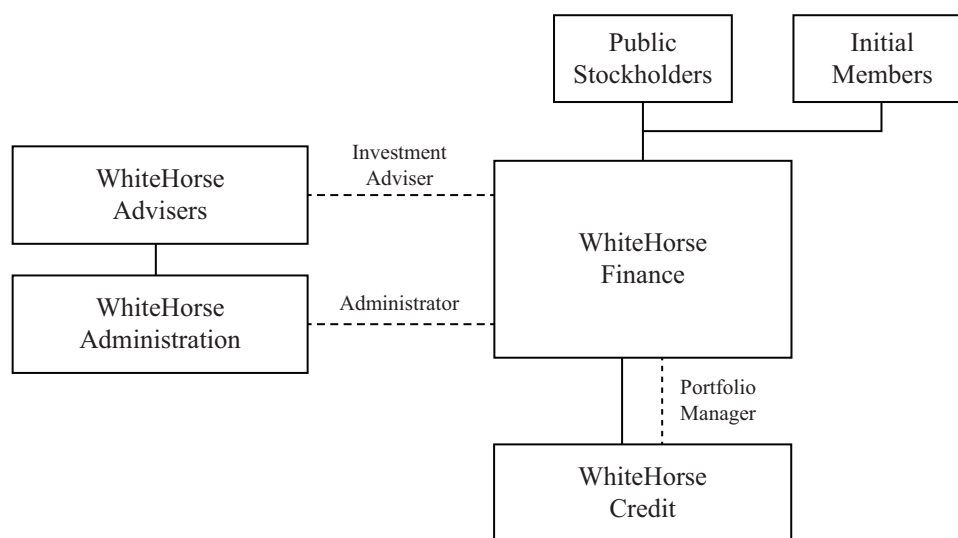 Public
Stockholders
Initial
Members
Investment
Adviser
WhiteHorse
Advisers
WhiteHorse
Finance
WhiteHorse
Administration
Administrator
Portfolio
Manager
WhiteHorse
Credit